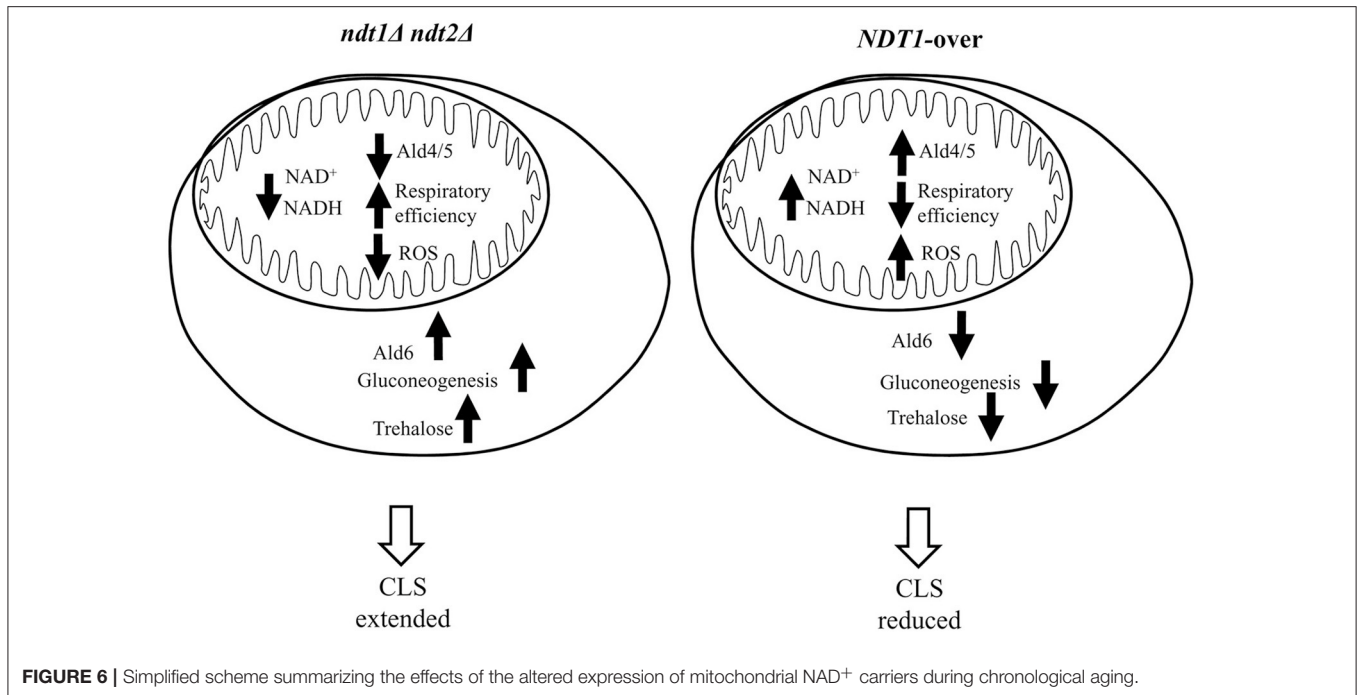 ndt1Δ ndt2Δ
Ald4/5
NAD+
NADH
Respiratory
efficiency
ROS
Ald6
Gluconeogenesis
Trehalose
CLS
extended
NDT1-over
Ald4/5
NAD+
NADH
Respiratory
efficiency
ROS
Ald6
Gluconeogenesis
Trehalose
CLS
reduced
FIGURE 6 | Simplified scheme summarizing the effects of the altered expression of mitochondrial NAD+ carriers during chronological aging.